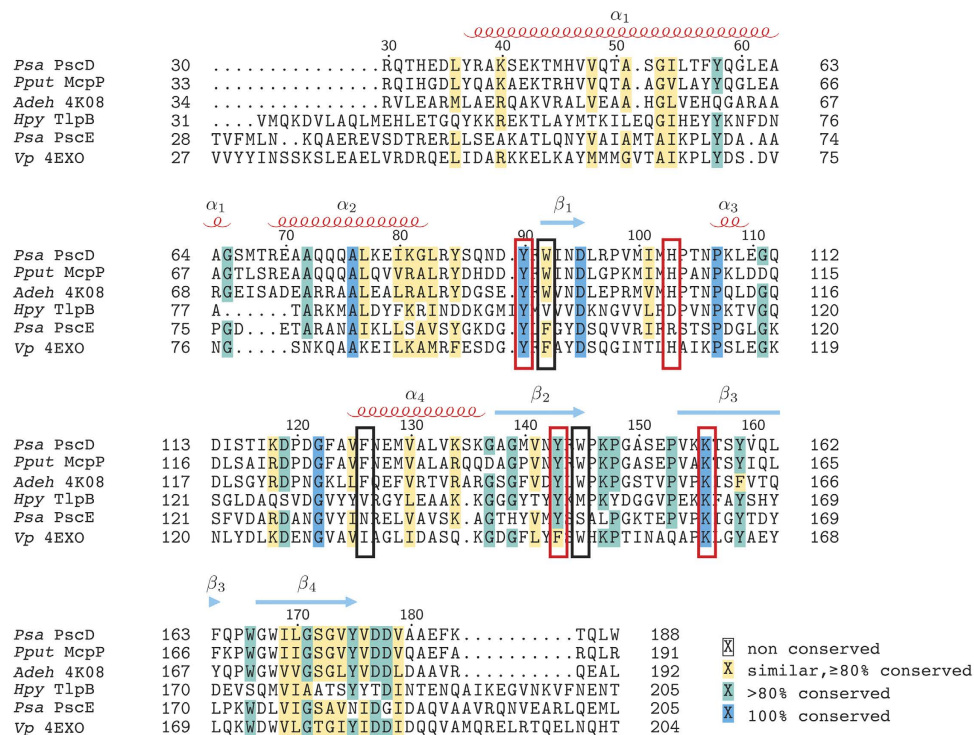 α1
30 40 50 60
Psa PscD 30 .................RQTHEDLYRAKSEKTMHVVQTA.SGILTFYQGLEA 63
Pput McpP 33 ...............RQIHGDLYQAKAEKTRHVVQTA.AGVLAYYQGLEA 66
Adeh 4K08 34 ...............RVLEARMLAERQAKVRALVEAA.HGLVEHQGARAA 67
Hpy TlpB 31 ....VMQKDVLAQLMEHLETGQYKKREKTLAYMTKILEQGIHEYYKNFDN 76
Psa PscE 28 TVFMLN..KQAEREVSDTRERLLSEAKATLQNYVAIAMTAIKPLYDA.AA 74
Vp 4EXO 27 VVYYINSSKSLEAELVRDRQELIDARKKELKAYMMMGVTAIKPLYDS.DV 75
α1 α2 β1 α3
70 80 90 100 110
Psa PscD 64 AGSMTREAAQQQALKEIKGLRYSQND.YFWINDLRPVMIMHPTNPKLEGQ 112
Pput McpP 67 AGTLSREAAQQQALQVVRALRYDHDD.YFWINDLGPKMIMHPANPKLDDQ 115
Adeh 4K08 68 RGEISADEARRAALEALRALRYDGSE.YFWVNDLEPRMVMHPTNPQLDGQ 116
Hpy TlpB 77 A.....TARKMALDYFKRINDDKGMIYMVVVDKNGVVLFDPVNPKTVGQ 120
Psa PscE 75 PGD..ETARANAIKLLSAVSYGKDG.YLFGYDSQVVRIRRSTSPDGLGK 120
Vp 4EXO 76 NG.....SNKQAAKEILKAMRFESDG.YFFAYDSQGINTLHAIKPSLEGK 119
α4 β2 β3
120 130 140 150 160
Psa PscD 113 DISTIKDPDGFAVFNEMVALVKSKGAGMVNYRWPKPGASEPVKKTSYVQL 162
Pput McpP 116 DLSAIRDPDGFAVFNEMVALARQQDAGPVNYRWPKPGASEPVAKTSYIQL 165
Adeh 4K08 117 DLSGYRDPNGKLLFQEFVRTVRARGSGFVDYRWPKPGSTVPVPKISFVTQ 166
Hpy TlpB 121 SGLDAQSVDGVYYVRGYLEAAKK.KGGGYTYYKMPKYDGGVPEKKFAYSHY 170
Psa PscE 121 SFVDARDANGVYINRELVAVSK.AGTHYVMYSSALPGKTEPVPKIGYTDY 169
Vp 4EXO 120 NLYDLKDENGVAVIAGLIDASQ.KGDGFLYFSWHKPTINAQAPKLGYAEY 168
β3 β4
170 180
Psa PscD 163 FQPWGWILGSGVYVDDVAAEFK..........TQLW 188
Pput McpP 166 FKPWGWIIGSGVYVDDVQAEFA..........RQLR 191
Adeh 4K08 167 YQPWGWVVGSGLYVDDLDAAVR..........QEAL 192
Hpy TlpB 170 DEVSQMVIAATSYYTDINTENQAIKEGVNKVFNENT 205
Psa PscE 170 LPKWDLVIGSAVNIDGIDAQVAAVRQNVEARLQEML 205
Vp 4EXO 169 LQKWDWVLGTGIYIDDIDQQVAMQRELRTQELNQHT 204
X non conserved
X similar,≥80% conserved
X >80% conserved
X 100% conserved